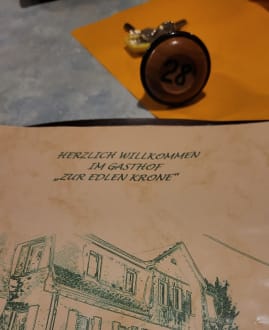 28
HERZLICH WILLKOMMEN
IM GASTHOF
„ZUR EDLEN KRONE"